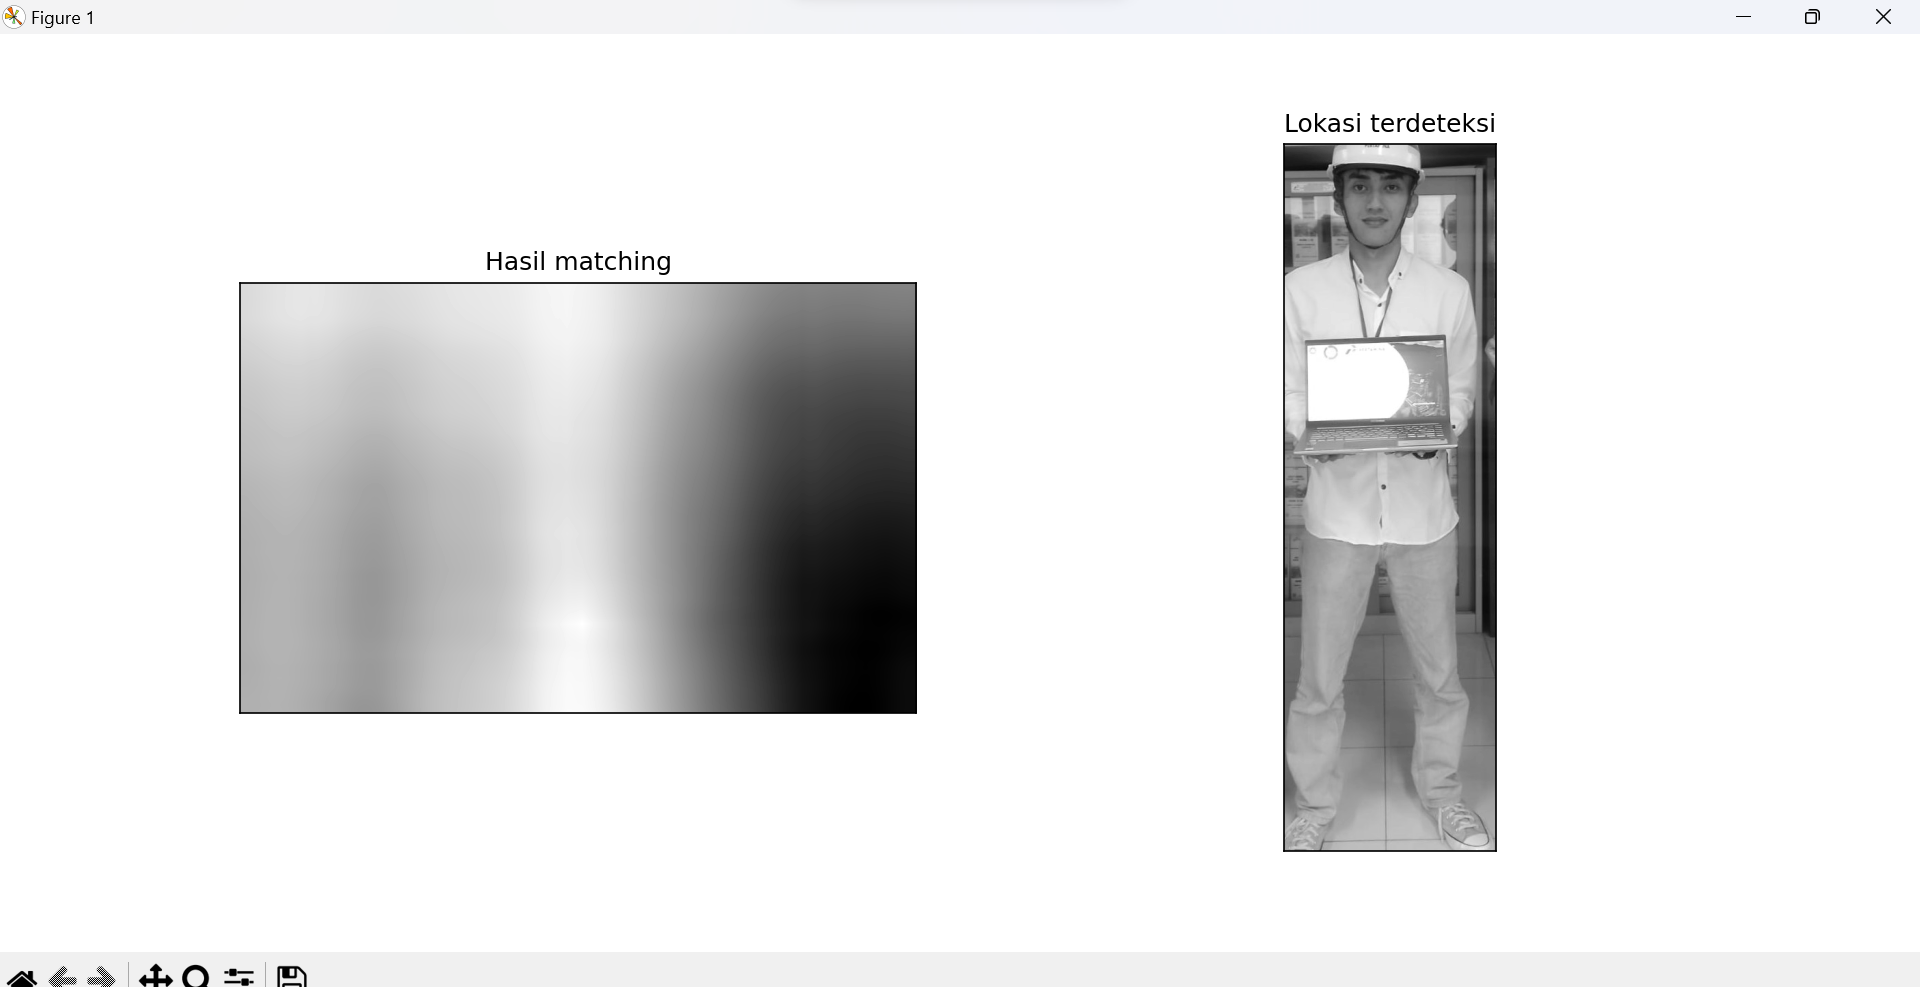 Figure 1
Lokasi terdeteksi
Hasil matching